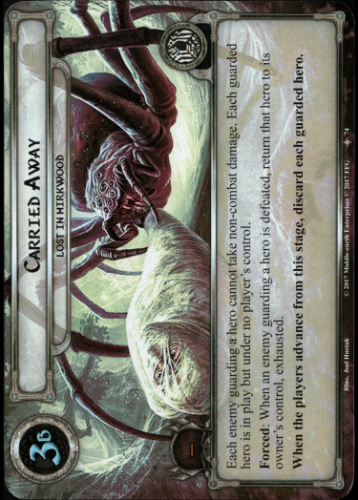 3B
CARRIED AWAY
LOST IN MIRKWOOD
–
Each enemy guarding a hero cannot take non-combat damage. Each guarded
hero is in play but under no player's control.
Forced: When an enemy guarding a hero is defeated, return that hero to its
owner's control, exhausted.
When the players advance from this stage, discard each guarded hero.
Illus. Joel Hustak © 2017 Middle-earth Enterprises © 2017 FFG 74